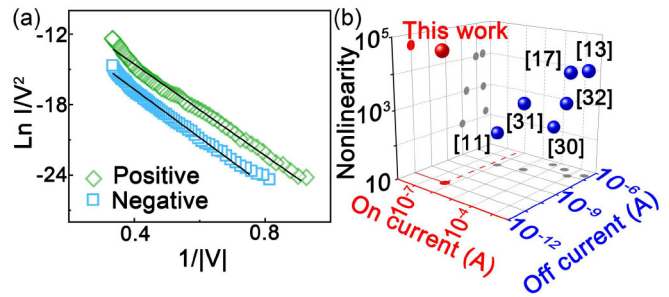 (a)
-12
-18
-24
Ln I/V²
Positive
Negative
0.4
0.8
1/|V|
(b)
This work
10⁵
10³
10
Nonlinearity
[17]
[13]
[32]
[31]
[11]
[30]
10⁻⁷
10⁻⁴
On current (A)
10⁻¹²
10⁻⁹
10⁻⁶
Off current (A)